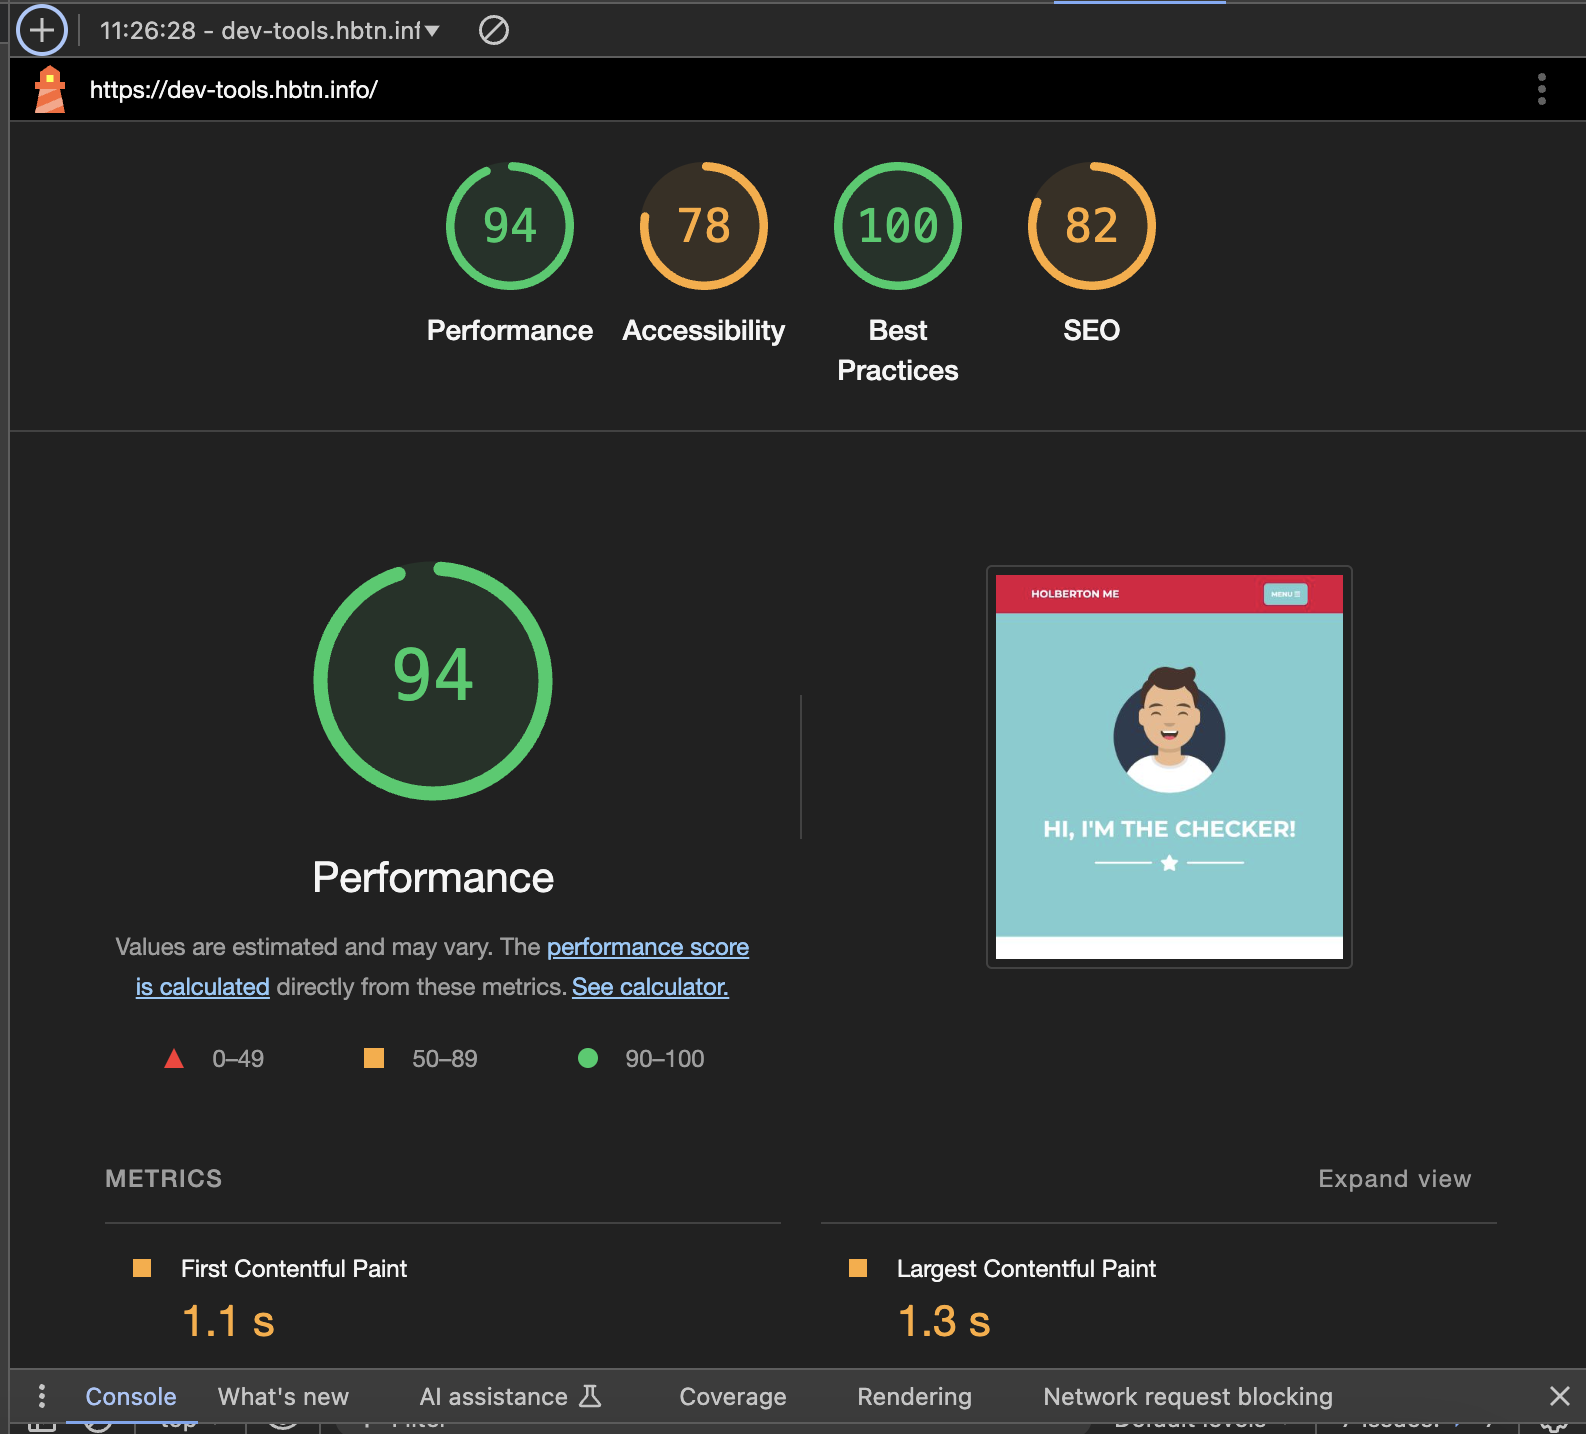 11:26:28 - dev-tools.hbtn.inf
https://dev-tools.hbtn.info/
94
78
100
82
Performance
Accessibility
Best
Practices
SEO
94
Performance
Values are estimated and may vary. The performance score
is calculated directly from these metrics. See calculator.
0–49
50–89
90–100
HOLBERTON ME
MENU
HI, I'M THE CHECKER!
METRICS
Expand view
First Contentful Paint
1.1 s
Largest Contentful Paint
1.3 s
Console
What's new
AI assistance
Coverage
Rendering
Network request blocking